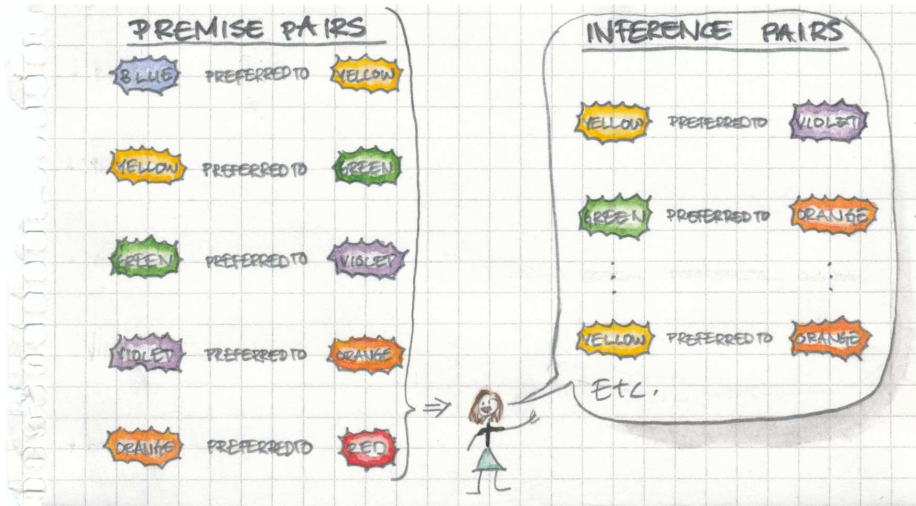 PREMISE PAIRS
BLUE PREFERRED TO YELLOW
YELLOW PREFERRED TO GREEN
GREEN PREFERRED TO VIOLET
VIOLET PREFERRED TO ORANGE
ORANGE PREFERRED TO RED
INFERENCE PAIRS
YELLOW PREFERRED TO VIOLET
GREEN PREFERRED TO ORANGE
YELLOW PREFERRED TO ORANGE
Etc.